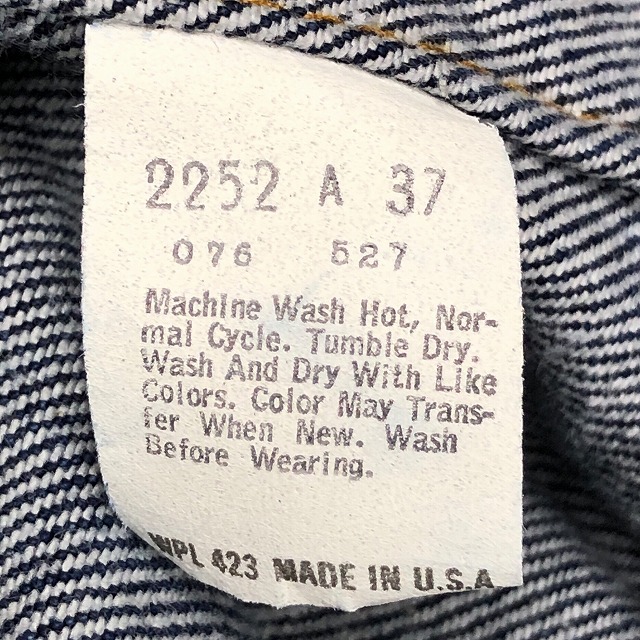 2252 A 37
076 527
Machine Wash Hot, Nor-
mal Cycle. Tumble Dry.
Wash And Dry With Like
Colors. Color May Trans-
fer When New. Wash
Before Wearing.
WPL 423 MADE IN U.S.A